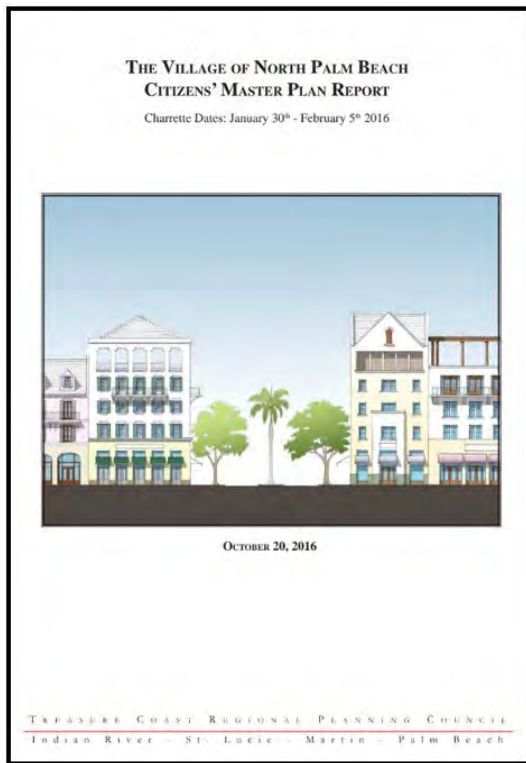 THE VILLAGE OF NORTH PALM BEACH
CITIZENS' MASTER PLAN REPORT
Charrette Dates: January 30th - February 5th 2016
OCTOBER 20, 2016
TREASURE COAST REGIONAL PLANNING COUNCIL
Indian River - St. Lucie - Martin - Palm Beach